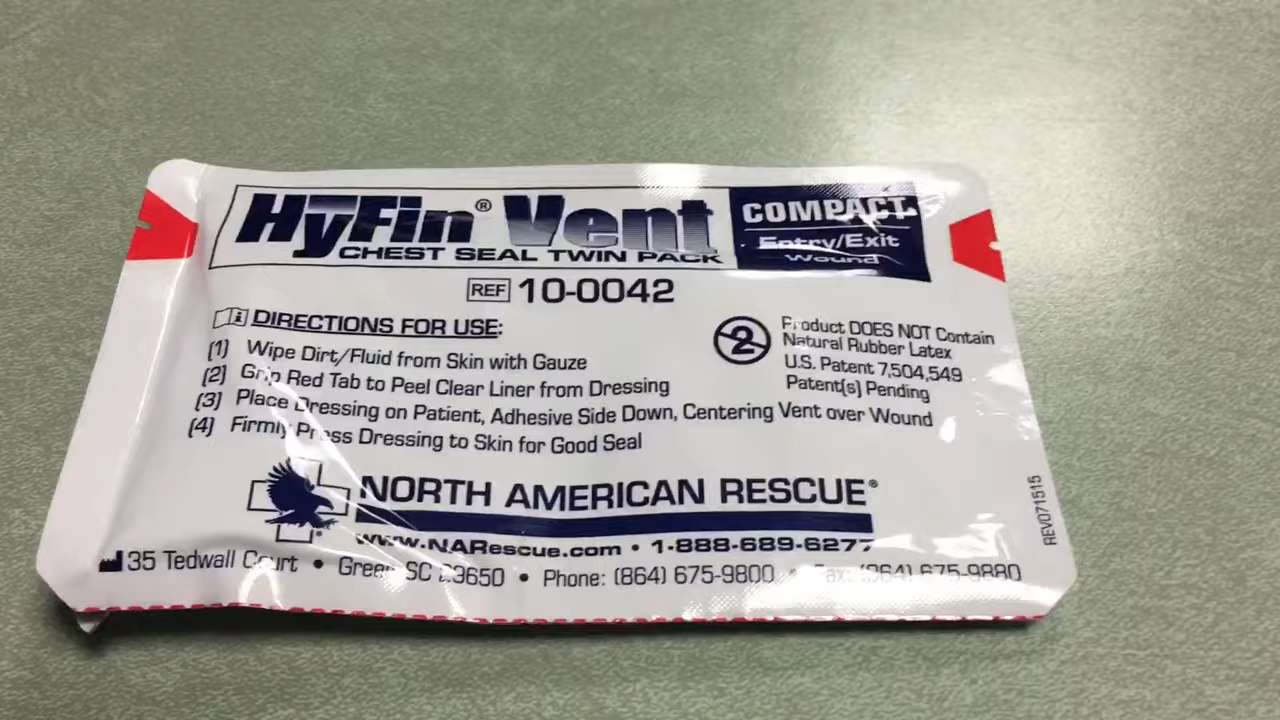 HyFin® Vent
CHEST SEAL TWIN PACK
COMPACT
Entry/Exit
Wound
REF 10-0042
DIRECTIONS FOR USE:
(1) Wipe Dirt/Fluid from Skin with Gauze
(2) Grip Red Tab to Peel Clear Liner from Dressing
(3) Place Dressing on Patient, Adhesive Side Down, Centering Vent over Wound
(4) Firmly Press Dressing to Skin for Good Seal
2
Product DOES NOT Contain
Natural Rubber Latex
U.S. Patent 7,504,549
Patent(s) Pending
NORTH AMERICAN RESCUE®
www.NARescue.com • 1-888-689-6277
35 Tedwall Court • Greer, SC 29650 • Phone: (864) 675-9800 • Fax: (864) 675-9880
REV071515